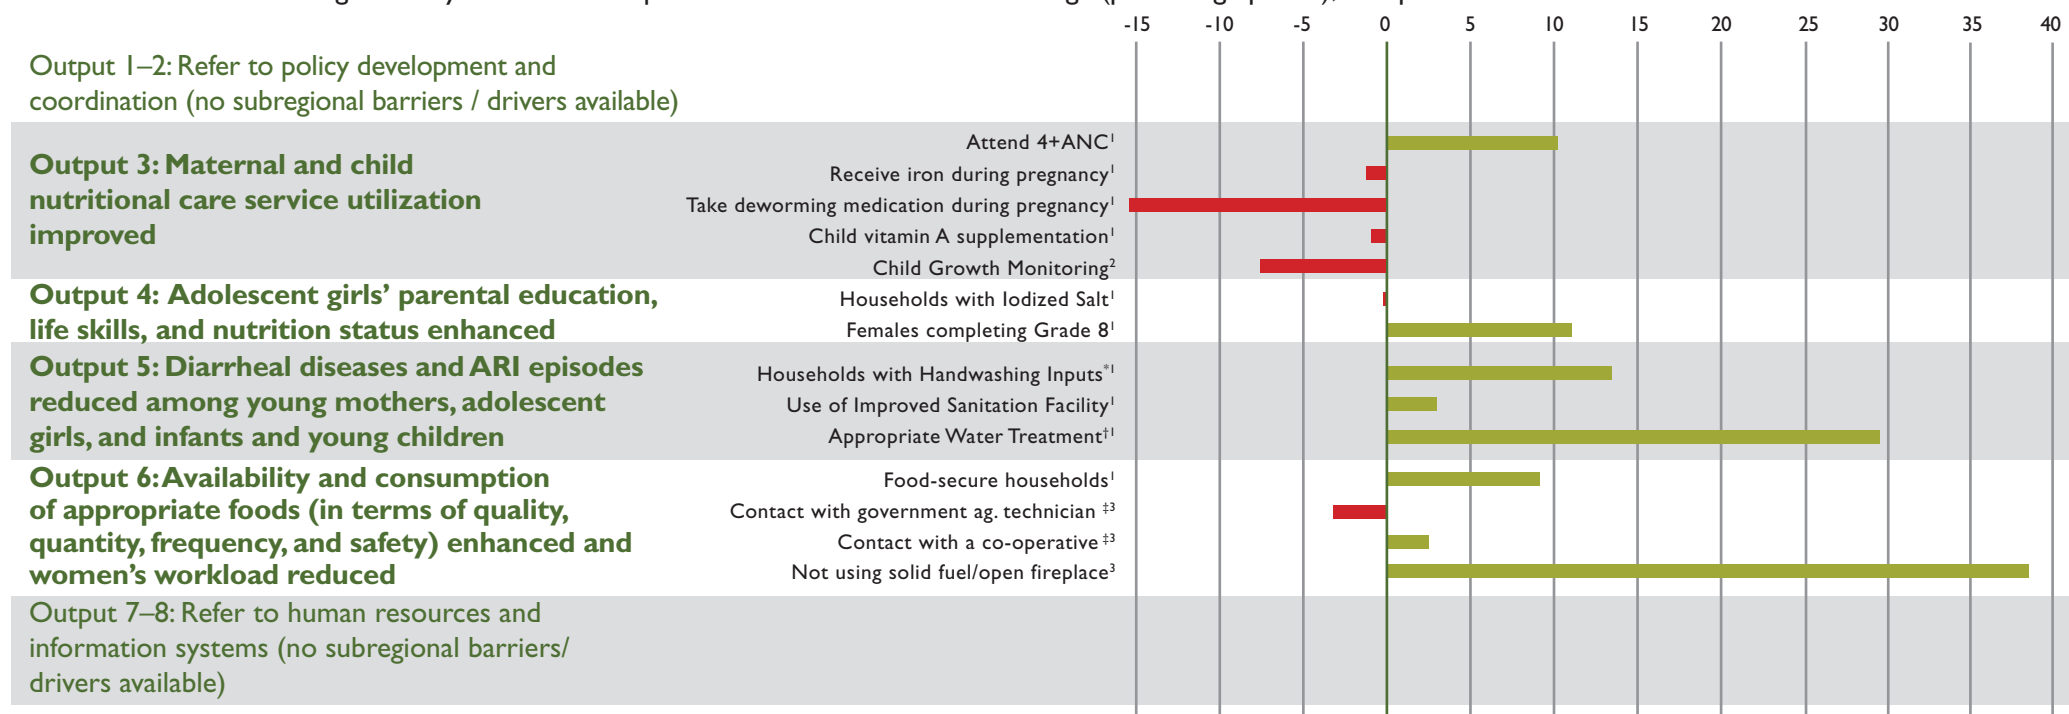 -15 -10 -5 0 5 10 15 20 25 30 35 40
Output 1–2: Refer to policy development and
coordination (no subregional barriers / drivers available)
Output 3: Maternal and child
nutritional care service utilization
improved
Attend 4+ANC¹
Receive iron during pregnancy¹
Take deworming medication during pregnancy¹
Child vitamin A supplementation¹
Child Growth Monitoring²
Output 4: Adolescent girls’ parental education,
life skills, and nutrition status enhanced
Households with Iodized Salt¹
Females completing Grade 8¹
Output 5: Diarrheal diseases and ARI episodes
reduced among young mothers, adolescent
girls, and infants and young children
Households with Handwashing Inputs*¹
Use of Improved Sanitation Facility¹
Appropriate Water Treatment†¹
Output 6: Availability and consumption
of appropriate foods (in terms of quality,
quantity, frequency, and safety) enhanced and
women’s workload reduced
Food-secure households¹
Contact with government ag. technician ‡³
Contact with a co-operative ‡³
Not using solid fuel/open fireplace³
Output 7–8: Refer to human resources and
information systems (no subregional barriers/
drivers available)